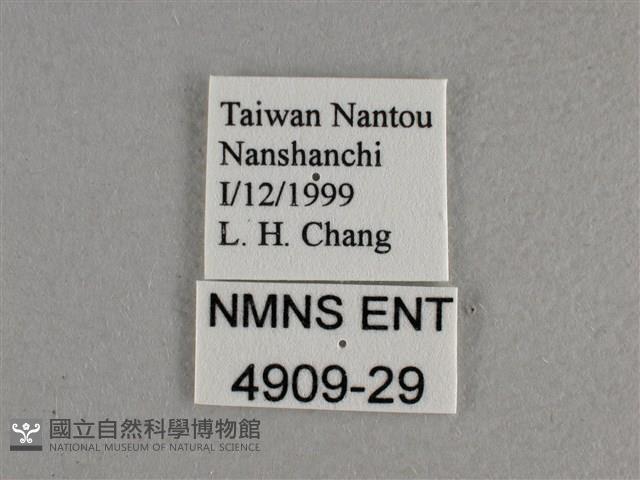 Taiwan Nantou
Nanshanchi
I/12/1999
L. H. Chang
NMNS ENT
4909-29
國立自然科學博物館
NATIONAL MUSEUM OF NATURAL SCIENCE